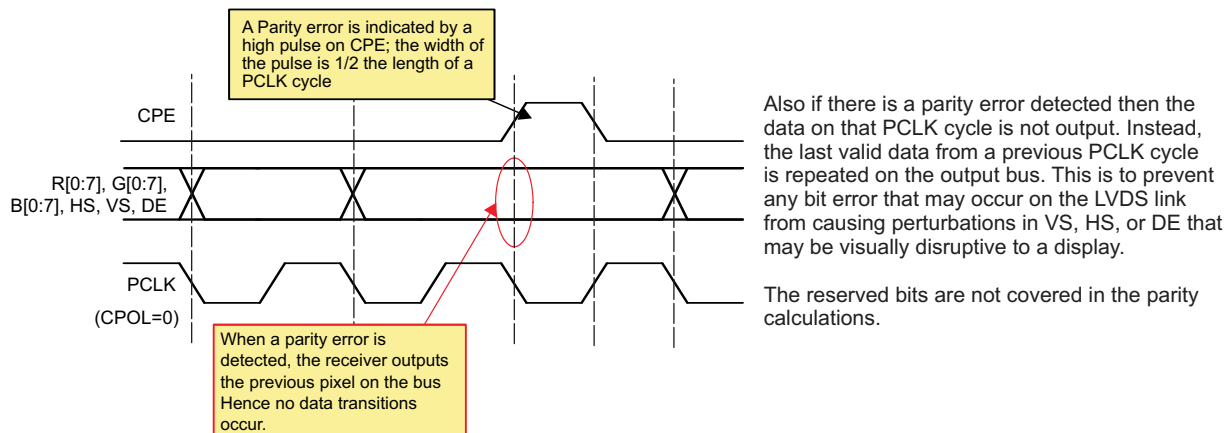 A Parity error is indicated by a
high pulse on CPE; the width of
the pulse is 1/2 the length of a
PCLK cycle
CPE
R[0:7], G[0:7],
B[0:7], HS, VS, DE
PCLK
(CPOL=0)
When a parity error is
detected, the receiver outputs
the previous pixel on the bus
Hence no data transitions
occur.
Also if there is a parity error detected then the
data on that PCLK cycle is not output. Instead,
the last valid data from a previous PCLK cycle
is repeated on the output bus. This is to prevent
any bit error that may occur on the LVDS link
from causing perturbations in VS, HS, or DE that
may be visually disruptive to a display.
The reserved bits are not covered in the parity
calculations.